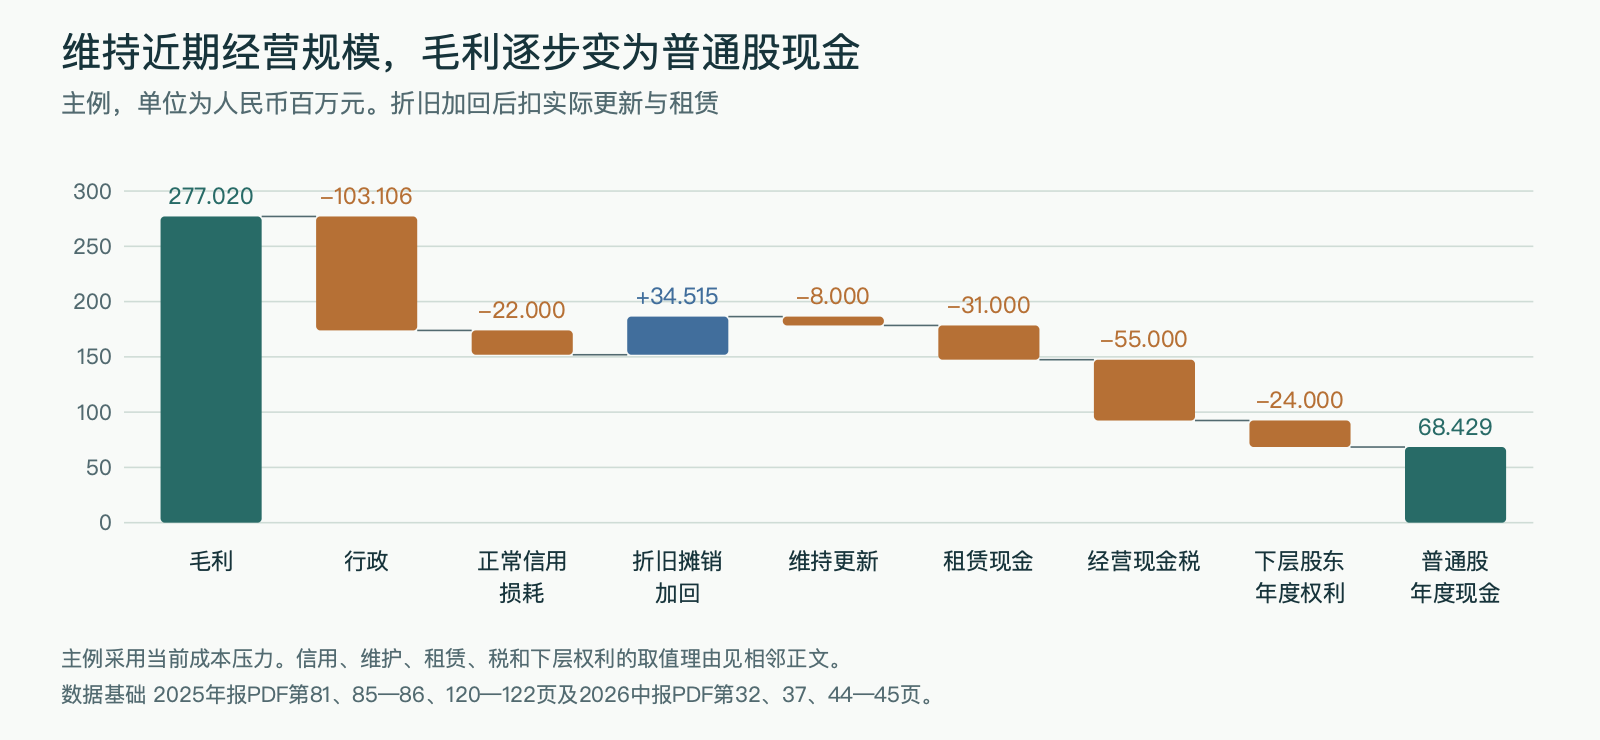 维持近期经营规模，毛利逐步变为普通股现金
主例，单位为人民币百万元。折旧加回后扣实际更新与租赁
300
250
200
150
100
50
0
277.020
–103.106
–22.000
+34.515
–8.000
–31.000
–55.000
–24.000
68.429
毛利
行政
正常信用
损耗
折旧摊销
加回
维持更新
租赁现金
经营现金税
下层股东
年度权利
普通股
年度现金
主例采用当前成本压力。信用、维护、租赁、税和下层权利的取值理由见相邻正文。
数据基础 2025年报PDF第81、85—86、120—122页及2026中报PDF第32、37、44—45页。